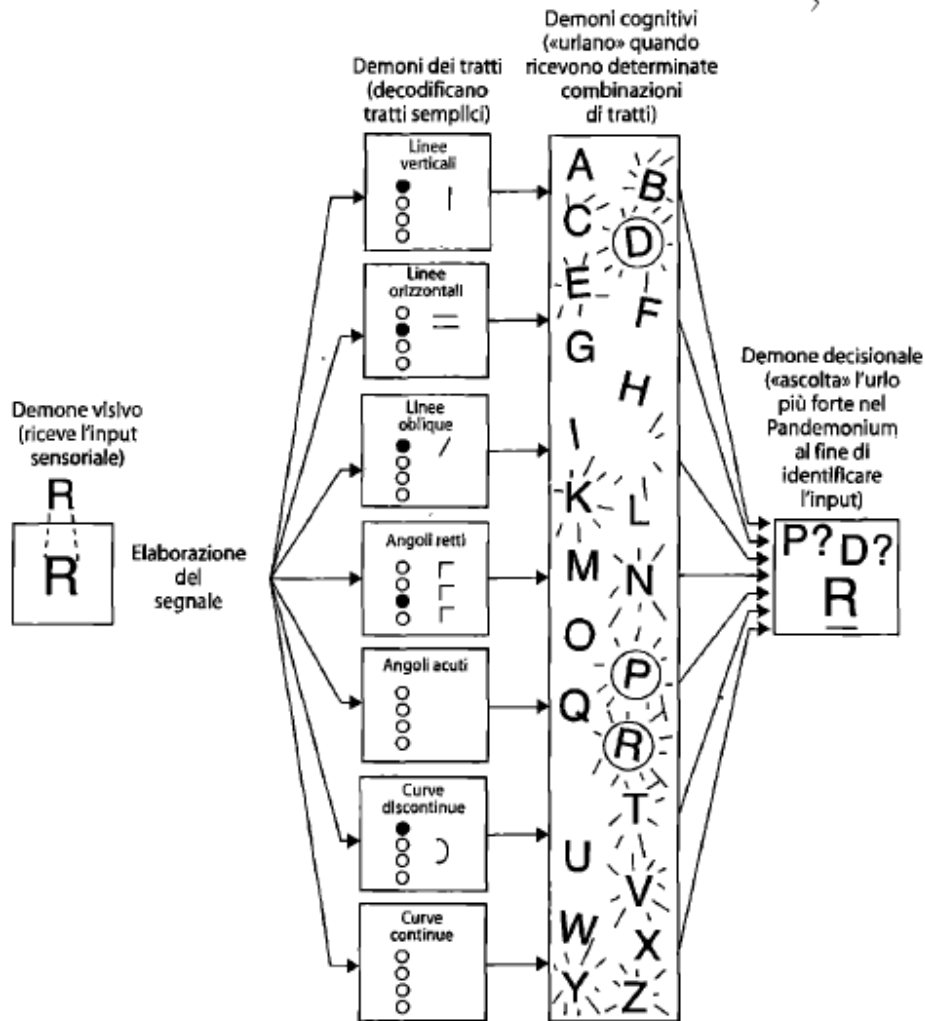 Demoni cognitivi
(«urlano» quando
ricevono determinate
combinazioni
di tratti)
Demoni dei tratti
(decodificano
tratti semplici)
Linee
verticali
Linee
orizzontali
Linee
oblique
Angoli retti
Angoli acuti
Curve
discontinue
Curve
continue
Demone visivo
(riceve l'input
sensoriale)
R
R
Elaborazione
del
segnale
A
B
C
D
E
F
G
H
I
K
L
M
N
O
P
Q
R
T
U
V
W
X
Y
Z
Demone decisionale
(«ascolta» l'urlo
più forte nel
Pandemonium
al fine di
identificare
l'input)
P? D?
R